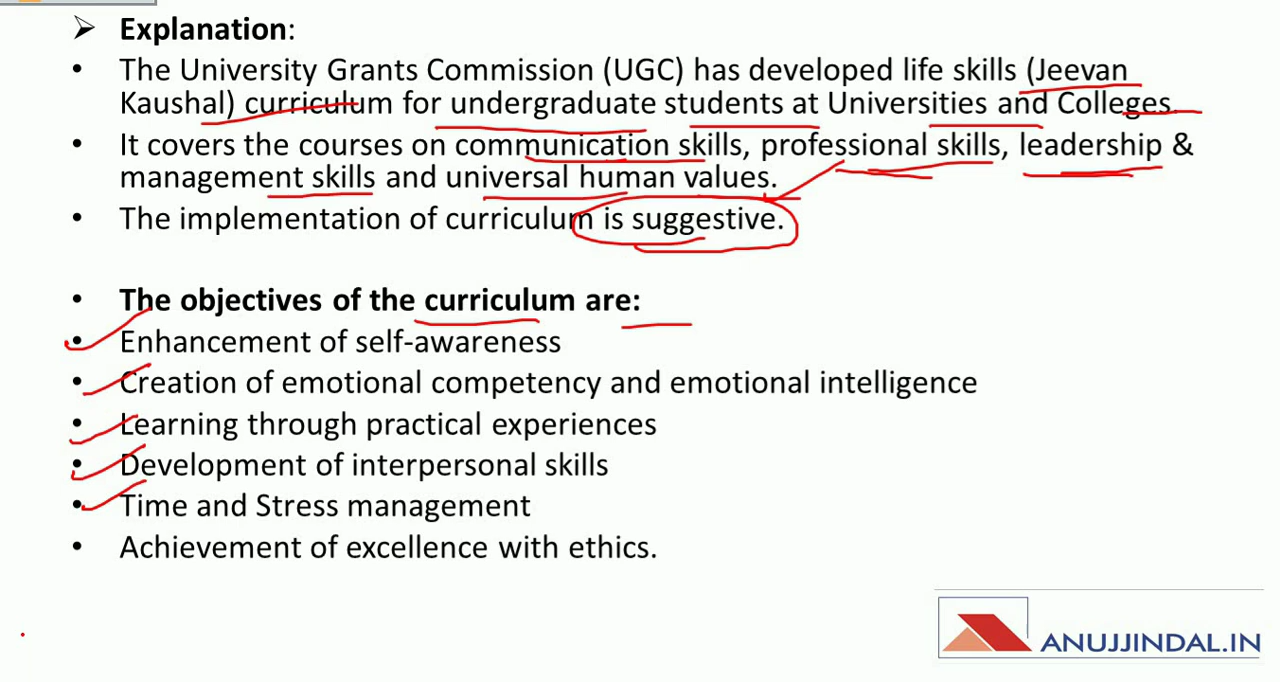 ➢ Explanation:
• The University Grants Commission (UGC) has developed life skills (Jeevan
Kaushal) curriculum for undergraduate students at Universities and Colleges.
• It covers the courses on communication skills, professional skills, leadership &
management skills and universal human values.
• The implementation of curriculum is suggestive.
• The objectives of the curriculum are:
• Enhancement of self-awareness
• Creation of emotional competency and emotional intelligence
• Learning through practical experiences
• Development of interpersonal skills
• Time and Stress management
• Achievement of excellence with ethics.
ANUJJINDAL.IN